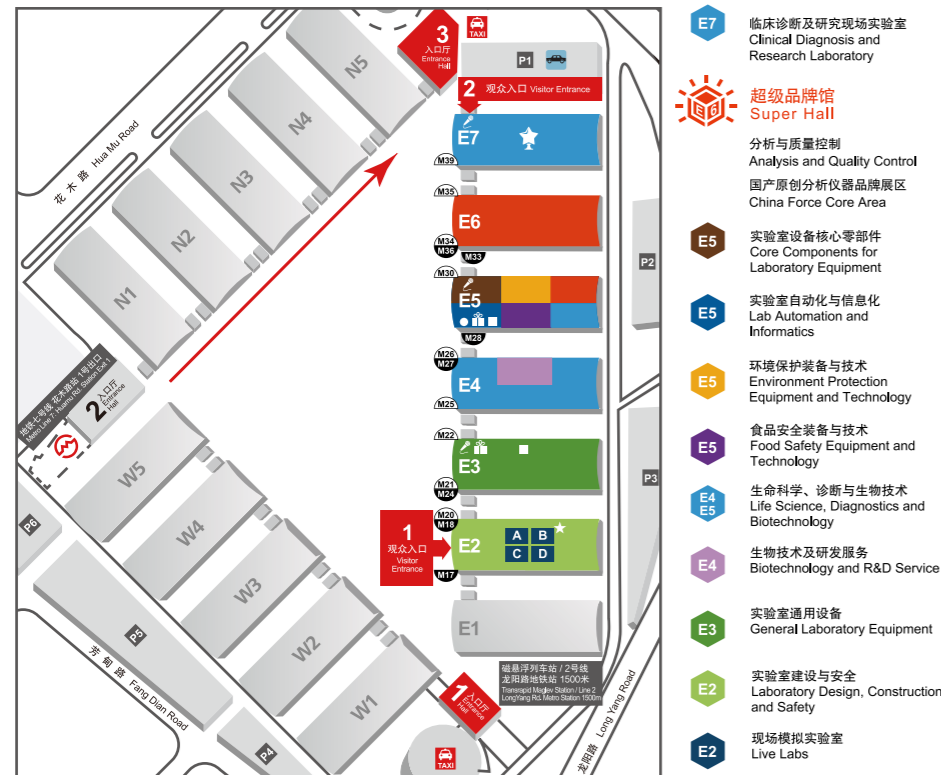 3
入口厅
Entrance
Hall
TAXI
P1
2 观众入口 Visitor Entrance
N5
N4
N3
N2
N1
花木路 Hua Mu Road
E7
M39
M35
E6
M34
M36
M33
M30
E5
M28
M26
M27
E4
M25
M22
E3
M21
M24
M20
M18
1
观众入口
Visitor
Entrance
E2
A B
C D
M17
E1
P2
P3
地铁七号线 花木路站 1号出口
Metro Line 7: Huamu Rd. Station Exit 1
2
入口厅
Entrance
Hall
W5
W4
W3
W2
W1
P6
P5
P4
芳甸路 Fang Dian Road
1
入口厅
Entrance
Hall
TAXI
磁悬浮列车站 / 2号线
龙阳路地铁站 1500米
Transrapid Maglev Station / Line 2
LongYang Rd. Metro Station 1500m
龙阳路 Long Yang Road
E7
临床诊断及研究现场实验室
Clinical Diagnosis and
Research Laboratory
E6
超级品牌馆
Super Hall
分析与质量控制
Analysis and Quality Control
国产原创分析仪器品牌展区
China Force Core Area
E5
实验室设备核心零部件
Core Components for
Laboratory Equipment
E5
实验室自动化与信息化
Lab Automation and
Informatics
E5
环境保护装备与技术
Environment Protection
Equipment and Technology
E5
食品安全装备与技术
Food Safety Equipment and
Technology
E4
E5
生命科学、诊断与生物技术
Life Science, Diagnostics and
Biotechnology
E4
生物技术及研发服务
Biotechnology and R&D Service
E3
实验室通用设备
General Laboratory Equipment
E2
实验室建设与安全
Laboratory Design, Construction
and Safety
E2
现场模拟实验室
Live Labs